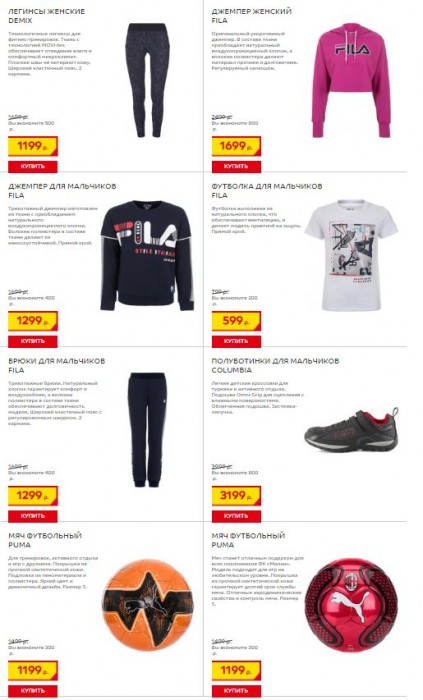 ЛЕГИНСЫ ЖЕНСКИЕ
DEMIX
Технологичные легинсы для
фитнес-тренировок. Ткань с
технологией MOVI-tex
обеспечивает отведение влаги и
комфортный микроклимат.
Плоские швы не натирают кожу.
Широкий эластичный пояс, 2
кармана.
1699 р.
Вы экономите 500
р.
1199 р.
КУПИТЬ
ДЖЕМПЕР ЖЕНСКИЙ
FILA
Оригинальный укороченный
джемпер. В составе ткани
преобладает натуральный
воздухопроницаемый хлопок, а
волокна полиэстера делают
материал прочнее и долговечнее.
Регулируемый капюшон.
Вы экономите 800
р.
1699 р.
КУПИТЬ
FILA
ДЖЕМПЕР ДЛЯ МАЛЬЧИКОВ
FILA
Трикотажный джемпер изготовлен
из ткани с преобладанием
натурального
воздухопроницаемого хлопка.
Волокна полиэстера в составе
ткани делают ее
износоустойчивой. Прямой крой.
1699 р.
Вы экономите 400
р.
1299 р.
КУПИТЬ
FILA
ФУТБОЛКА ДЛЯ МАЛЬЧИКОВ
FILA
Футболка выполнена из
натурального хлопка, что
обеспечивает вентиляцию, и
делает модель приятной на ощупь.
Прямой крой.
799 р.
Вы экономите 200
р.
599 р.
КУПИТЬ
БРЮКИ ДЛЯ МАЛЬЧИКОВ
FILA
Трикотажные брюки. Натуральный
хлопок гарантирует комфорт и
воздухообмен, а волокна
полиэстера в составе ткани
обеспечивают долговечность
модели. Широкий эластичный пояс с
регулировочным шнурком. 2
кармана.
1699 р.
Вы экономите 400
р.
1299 р.
КУПИТЬ
ПОЛУБОТИНКИ ДЛЯ МАЛЬЧИКОВ
COLUMBIA
Легкие детские кроссовки для
туризма и активного отдыха.
Подошва Omni-Grip для сцепления с
влажными поверхностями.
Облегченная подошва. Застежка-
липучка.
3999 р.
Вы экономите 800
р.
3199 р.
КУПИТЬ
МЯЧ ФУТБОЛЬНЫЙ
PUMA
Для тренировок, активного отдыха
и игр с друзьями. Покрышка из
прочной синтетической кожи.
Подложка из пеноматериала и
полиэстера. Яркий цвет и
динамичный дизайн. Размер 5.
1499 р.
Вы экономите 300
р.
1199 р.
КУПИТЬ
МЯЧ ФУТБОЛЬНЫЙ
PUMA
Мяч станет отличным подарком для
всех поклонников ФК «Милан».
Модель подходит для игр на
любительском уровне. Покрышка из
прочной синтетической кожи
гарантирует долгий срок службы
мяча. Отличные аэродинамические
свойства и контроль мяча. Размер
5.
1499 р.
Вы экономите 300
р.
1199 р.
КУПИТЬ